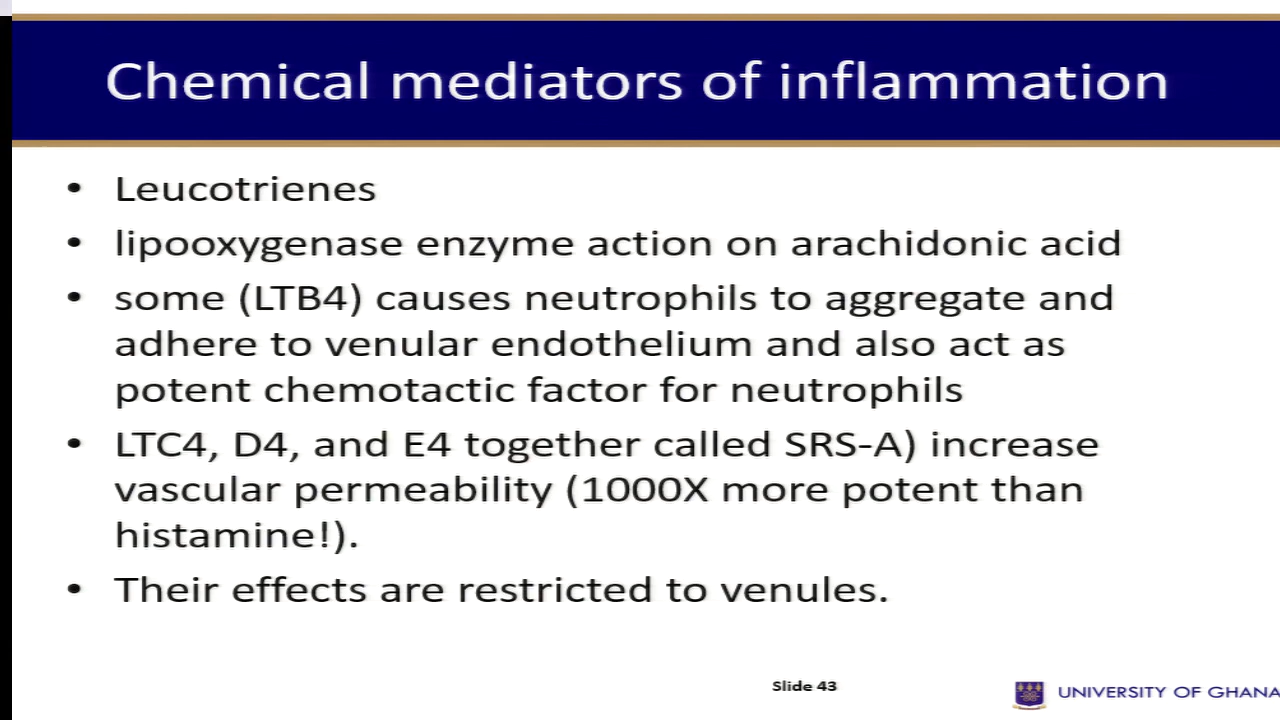 Chemical mediators of inflammation
• Leucotrienes
• lipooxygenase enzyme action on arachidonic acid
• some (LTB4) causes neutrophils to aggregate and
adhere to venular endothelium and also act as
potent chemotactic factor for neutrophils
• LTC4, D4, and E4 together called SRS-A) increase
vascular permeability (1000X more potent than
histamine!).
• Their effects are restricted to venules.
Slide 43
UNIVERSITY OF GHANA